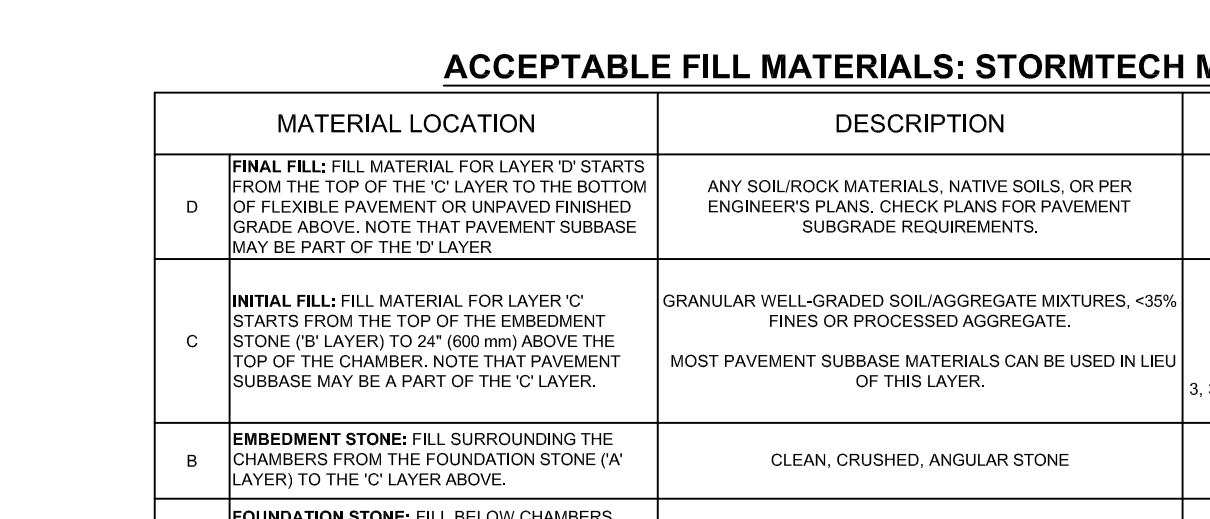 ACCEPTABLE FILL MATERIALS: STORMTECH M
MATERIAL LOCATION
DESCRIPTION
D
FINAL FILL: FILL MATERIAL FOR LAYER 'D' STARTS
FROM THE TOP OF THE 'C' LAYER TO THE BOTTOM
OF FLEXIBLE PAVEMENT OR UNPAVED FINISHED
GRADE ABOVE. NOTE THAT PAVEMENT SUBBASE
MAY BE PART OF THE 'D' LAYER
ANY SOIL/ROCK MATERIALS, NATIVE SOILS, OR PER
ENGINEER'S PLANS. CHECK PLANS FOR PAVEMENT
SUBGRADE REQUIREMENTS.
C
INITIAL FILL: FILL MATERIAL FOR LAYER 'C'
STARTS FROM THE TOP OF THE EMBEDMENT
STONE ('B' LAYER) TO 24" (600 mm) ABOVE THE
TOP OF THE CHAMBER. NOTE THAT PAVEMENT
SUBBASE MAY BE A PART OF THE 'C' LAYER.
GRANULAR WELL-GRADED SOIL/AGGREGATE MIXTURES, <35%
FINES OR PROCESSED AGGREGATE.
MOST PAVEMENT SUBBASE MATERIALS CAN BE USED IN LIEU
OF THIS LAYER.
3,
B
EMBEDMENT STONE: FILL SURROUNDING THE
CHAMBERS FROM THE FOUNDATION STONE ('A'
LAYER) TO THE 'C' LAYER ABOVE.
CLEAN, CRUSHED, ANGULAR STONE
FOUNDATION STONE: FILL BELOW CHAMBERS